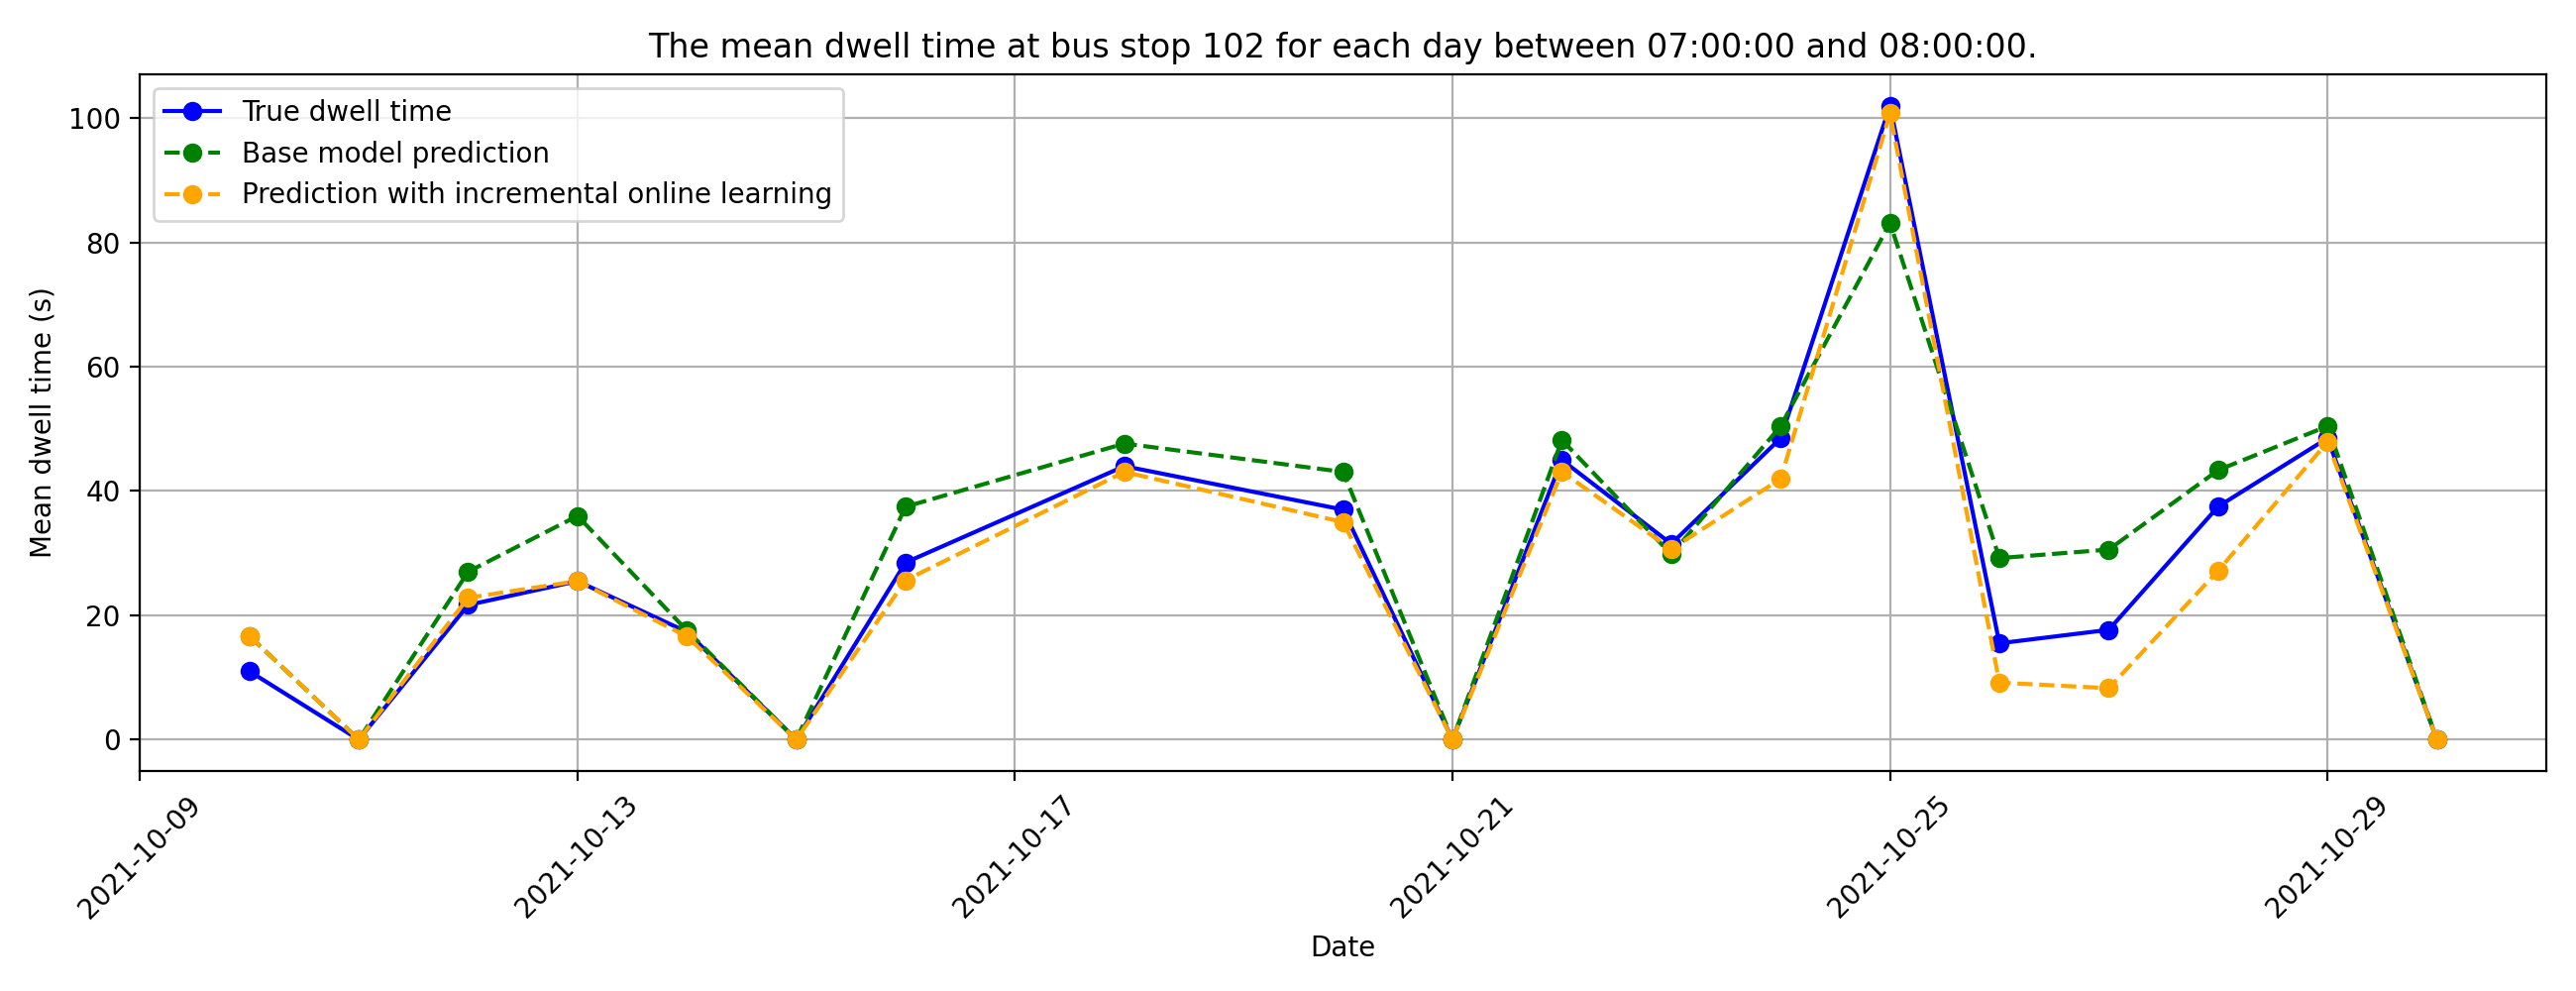 The mean dwell time at bus stop 102 for each day between 07:00:00 and 08:00:00.
True dwell time
Base model prediction
Prediction with incremental online learning
Mean dwell time (s)
100
80
60
40
20
0
2021-10-09
2021-10-13
2021-10-17
2021-10-21
2021-10-25
2021-10-29
Date